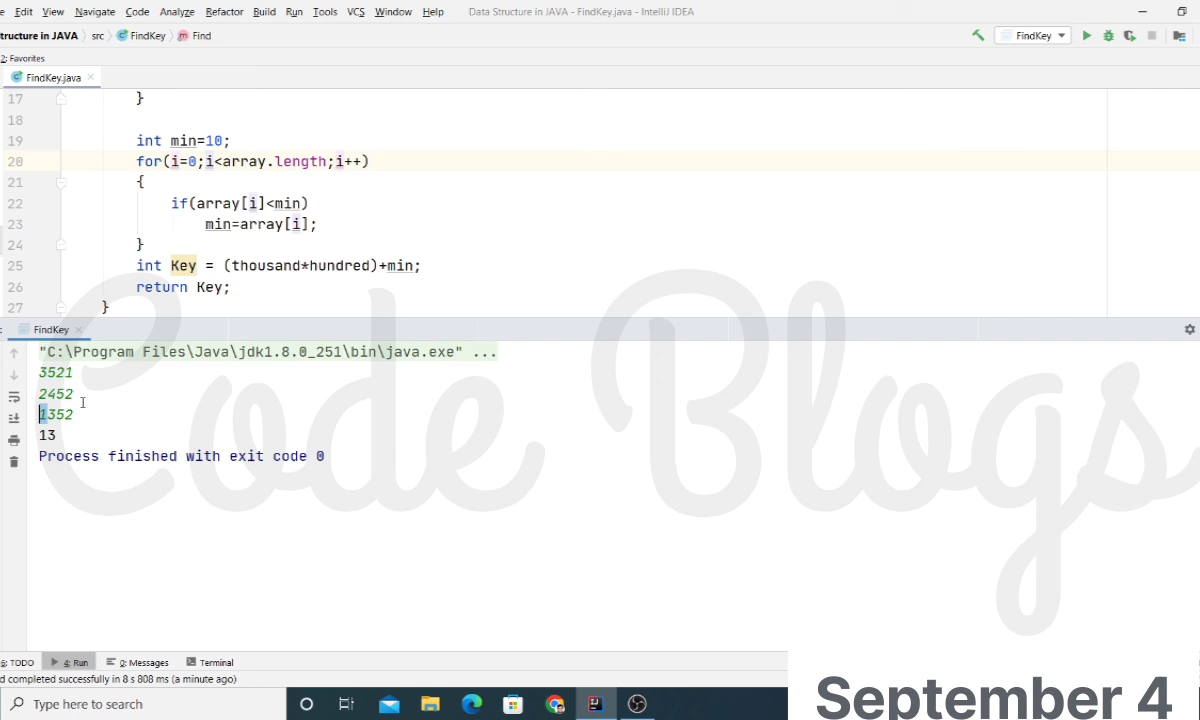 e Edit View Navigate Code Analyze Refactor Build Run Tools VCS Window Help Data Structure in JAVA - FindKey.java - IntelliJ IDEA
tructure in JAVA src FindKey Find FindKey
2: Favorites
FindKey.java
17 }
18
19 int min=10;
20 for(i=0;i<array.length;i++)
21 {
22 if(array[i]<min)
23 min=array[i];
24 }
25 int Key = (thousand*hundred)+min;
26 return Key;
27 }
: FindKey
"C:\Program Files\Java\jdk1.8.0_251\bin\java.exe" ...
3521
2452
1352
13
Process finished with exit code 0
Code Blogs
6: TODO 4: Run 0: Messages Terminal
d completed successfully in 8 s 808 ms (a minute ago)
Type here to search
September 4